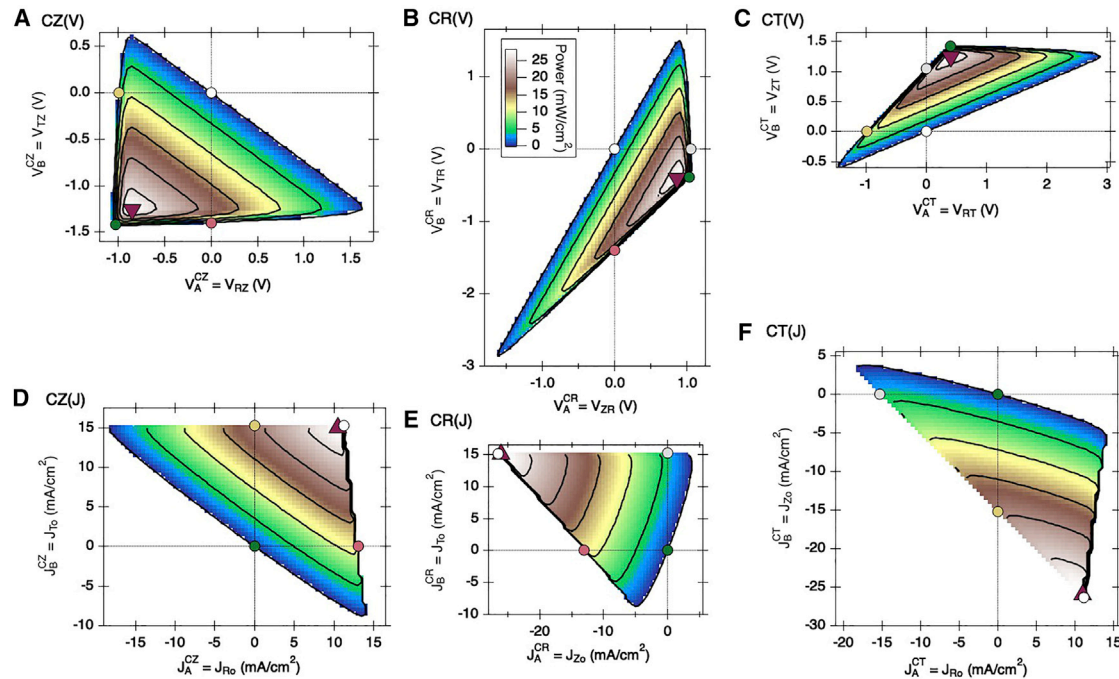 A CZ(V)
0.5
0.0
-0.5
-1.0
-1.5
V_B^CZ = V_TZ (V)
-1.0 -0.5 0.0 0.5 1.0 1.5
V_A^CZ = V_RZ (V)
B CR(V)
1
0
-1
-2
-3
V_B^CR = V_TR (V)
25
20
15
10
5
0
Power (mW/cm²)
-1.0 0.0 1.0
V_A^CR = V_ZR (V)
C CT(V)
1.5
1.0
0.5
0.0
-0.5
V_B^CT = V_ZT (V)
-1 0 1 2 3
V_A^CT = V_RT (V)
D CZ(J)
15
10
5
0
-5
-10
J_B^CZ = J_To (mA/cm²)
-15 -10 -5 0 5 10 15
J_A^CZ = J_Ro (mA/cm²)
E CR(J)
15
10
5
0
-5
-10
J_B^CR = J_To (mA/cm²)
-20 -10 0
J_A^CR = J_Zo (mA/cm²)
F CT(J)
5
0
-5
-10
-15
-20
-25
-30
J_B^CT = J_Zo (mA/cm²)
-20 -15 -10 -5 0 5 10 15
J_A^CT = J_Ro (mA/cm²)